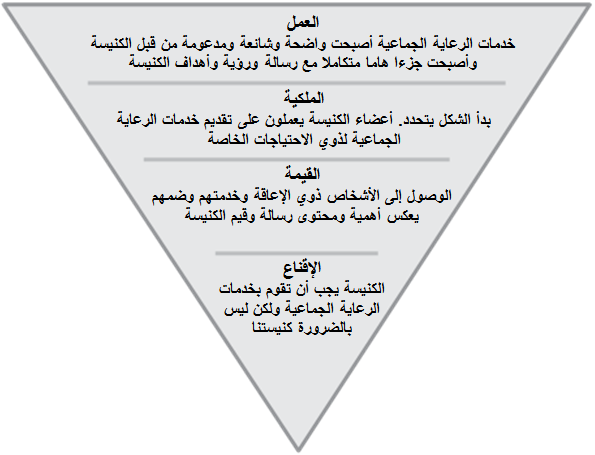 العمل
خدمات الرعاية الجماعية أصبحت واضحة وشائعة ومدعومة من قبل الكنيسة
وأصبحت جزءا هاما متكاملا مع رسالة ورؤية وأهداف الكنيسة
الملكية
بدأ الشكل يتحدد. أعضاء الكنيسة يعملون على تقديم خدمات الرعاية
الجماعية لذوي الاحتياجات الخاصة
القيمة
الوصول إلى الأشخاص ذوي الإعاقة وخدمتهم وضمهم
يعكس أهمية ومحتوى رسالة وقيم الكنيسة
الإقناع
الكنيسة يجب أن تقوم بخدمات
الرعاية الجماعية ولكن ليس
بالضرورة كنيستنا